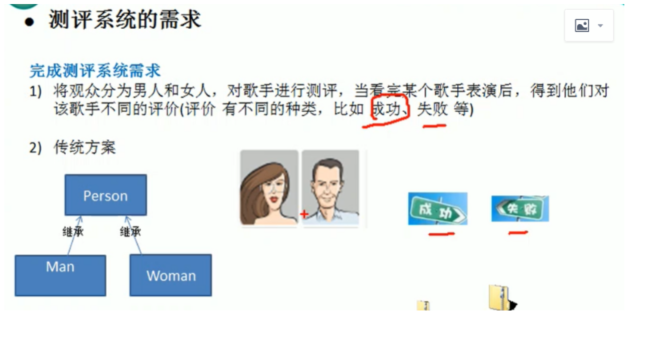 • 测评系统的需求
完成测评系统需求
1) 将观众分为男人和女人，对歌手进行测评，当看完某个歌手表演后，得到他们对
该歌手不同的评价(评价 有不同的种类，比如 成功、失败 等)
2) 传统方案
Person
继承 继承
Man
Woman
成功 失败